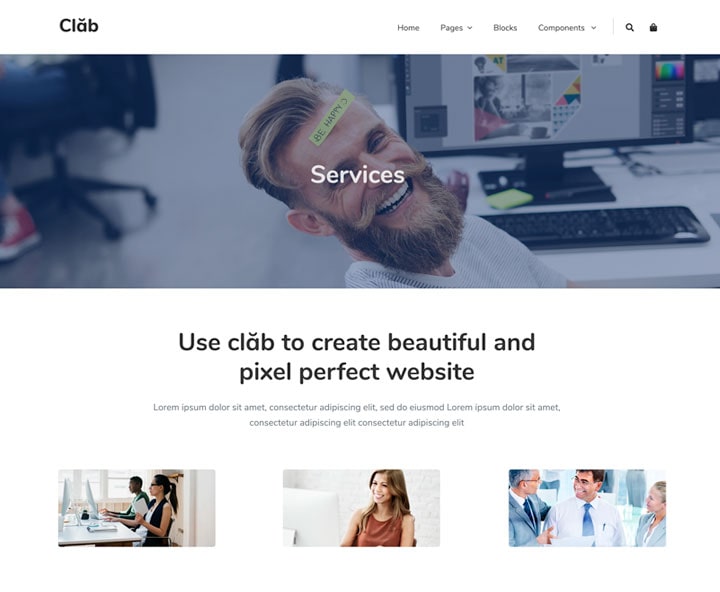 Clăb
Home Pages Blocks Components
BE HAPPY
Services
Use clăb to create beautiful and
pixel perfect website
Lorem ipsum dolor sit amet, consectetur adipiscing elit, sed do eiusmod Lorem ipsum dolor sit amet,
consectetur adipiscing elit consectetur adipiscing elit